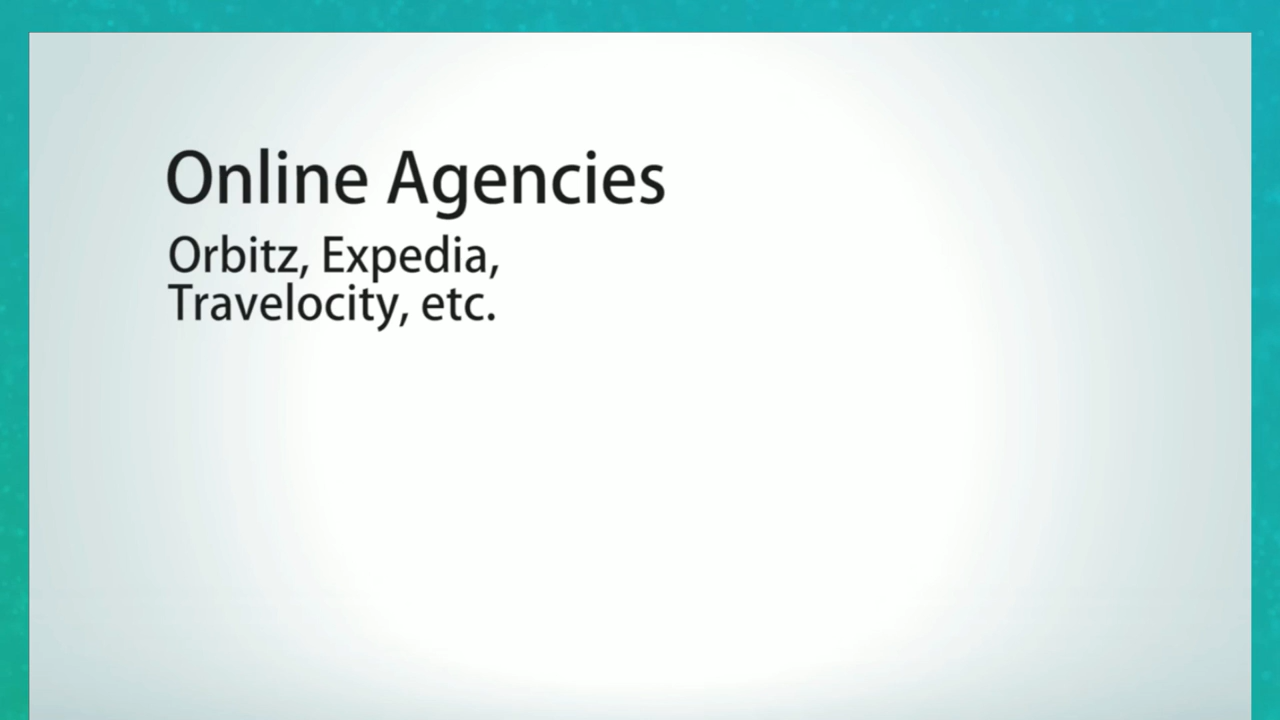 Online Agencies
Orbitz, Expedia,
Travelocity, etc.